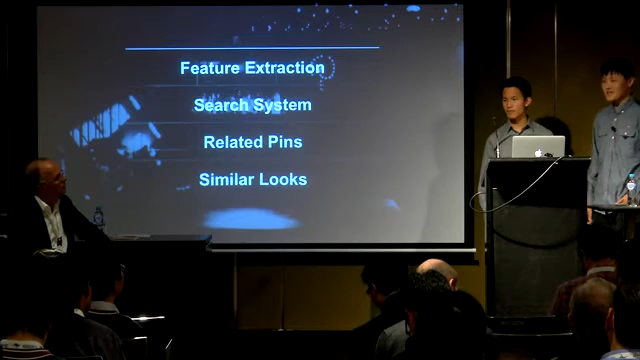 Feature Extraction
Search System
Related Pins
Similar Looks